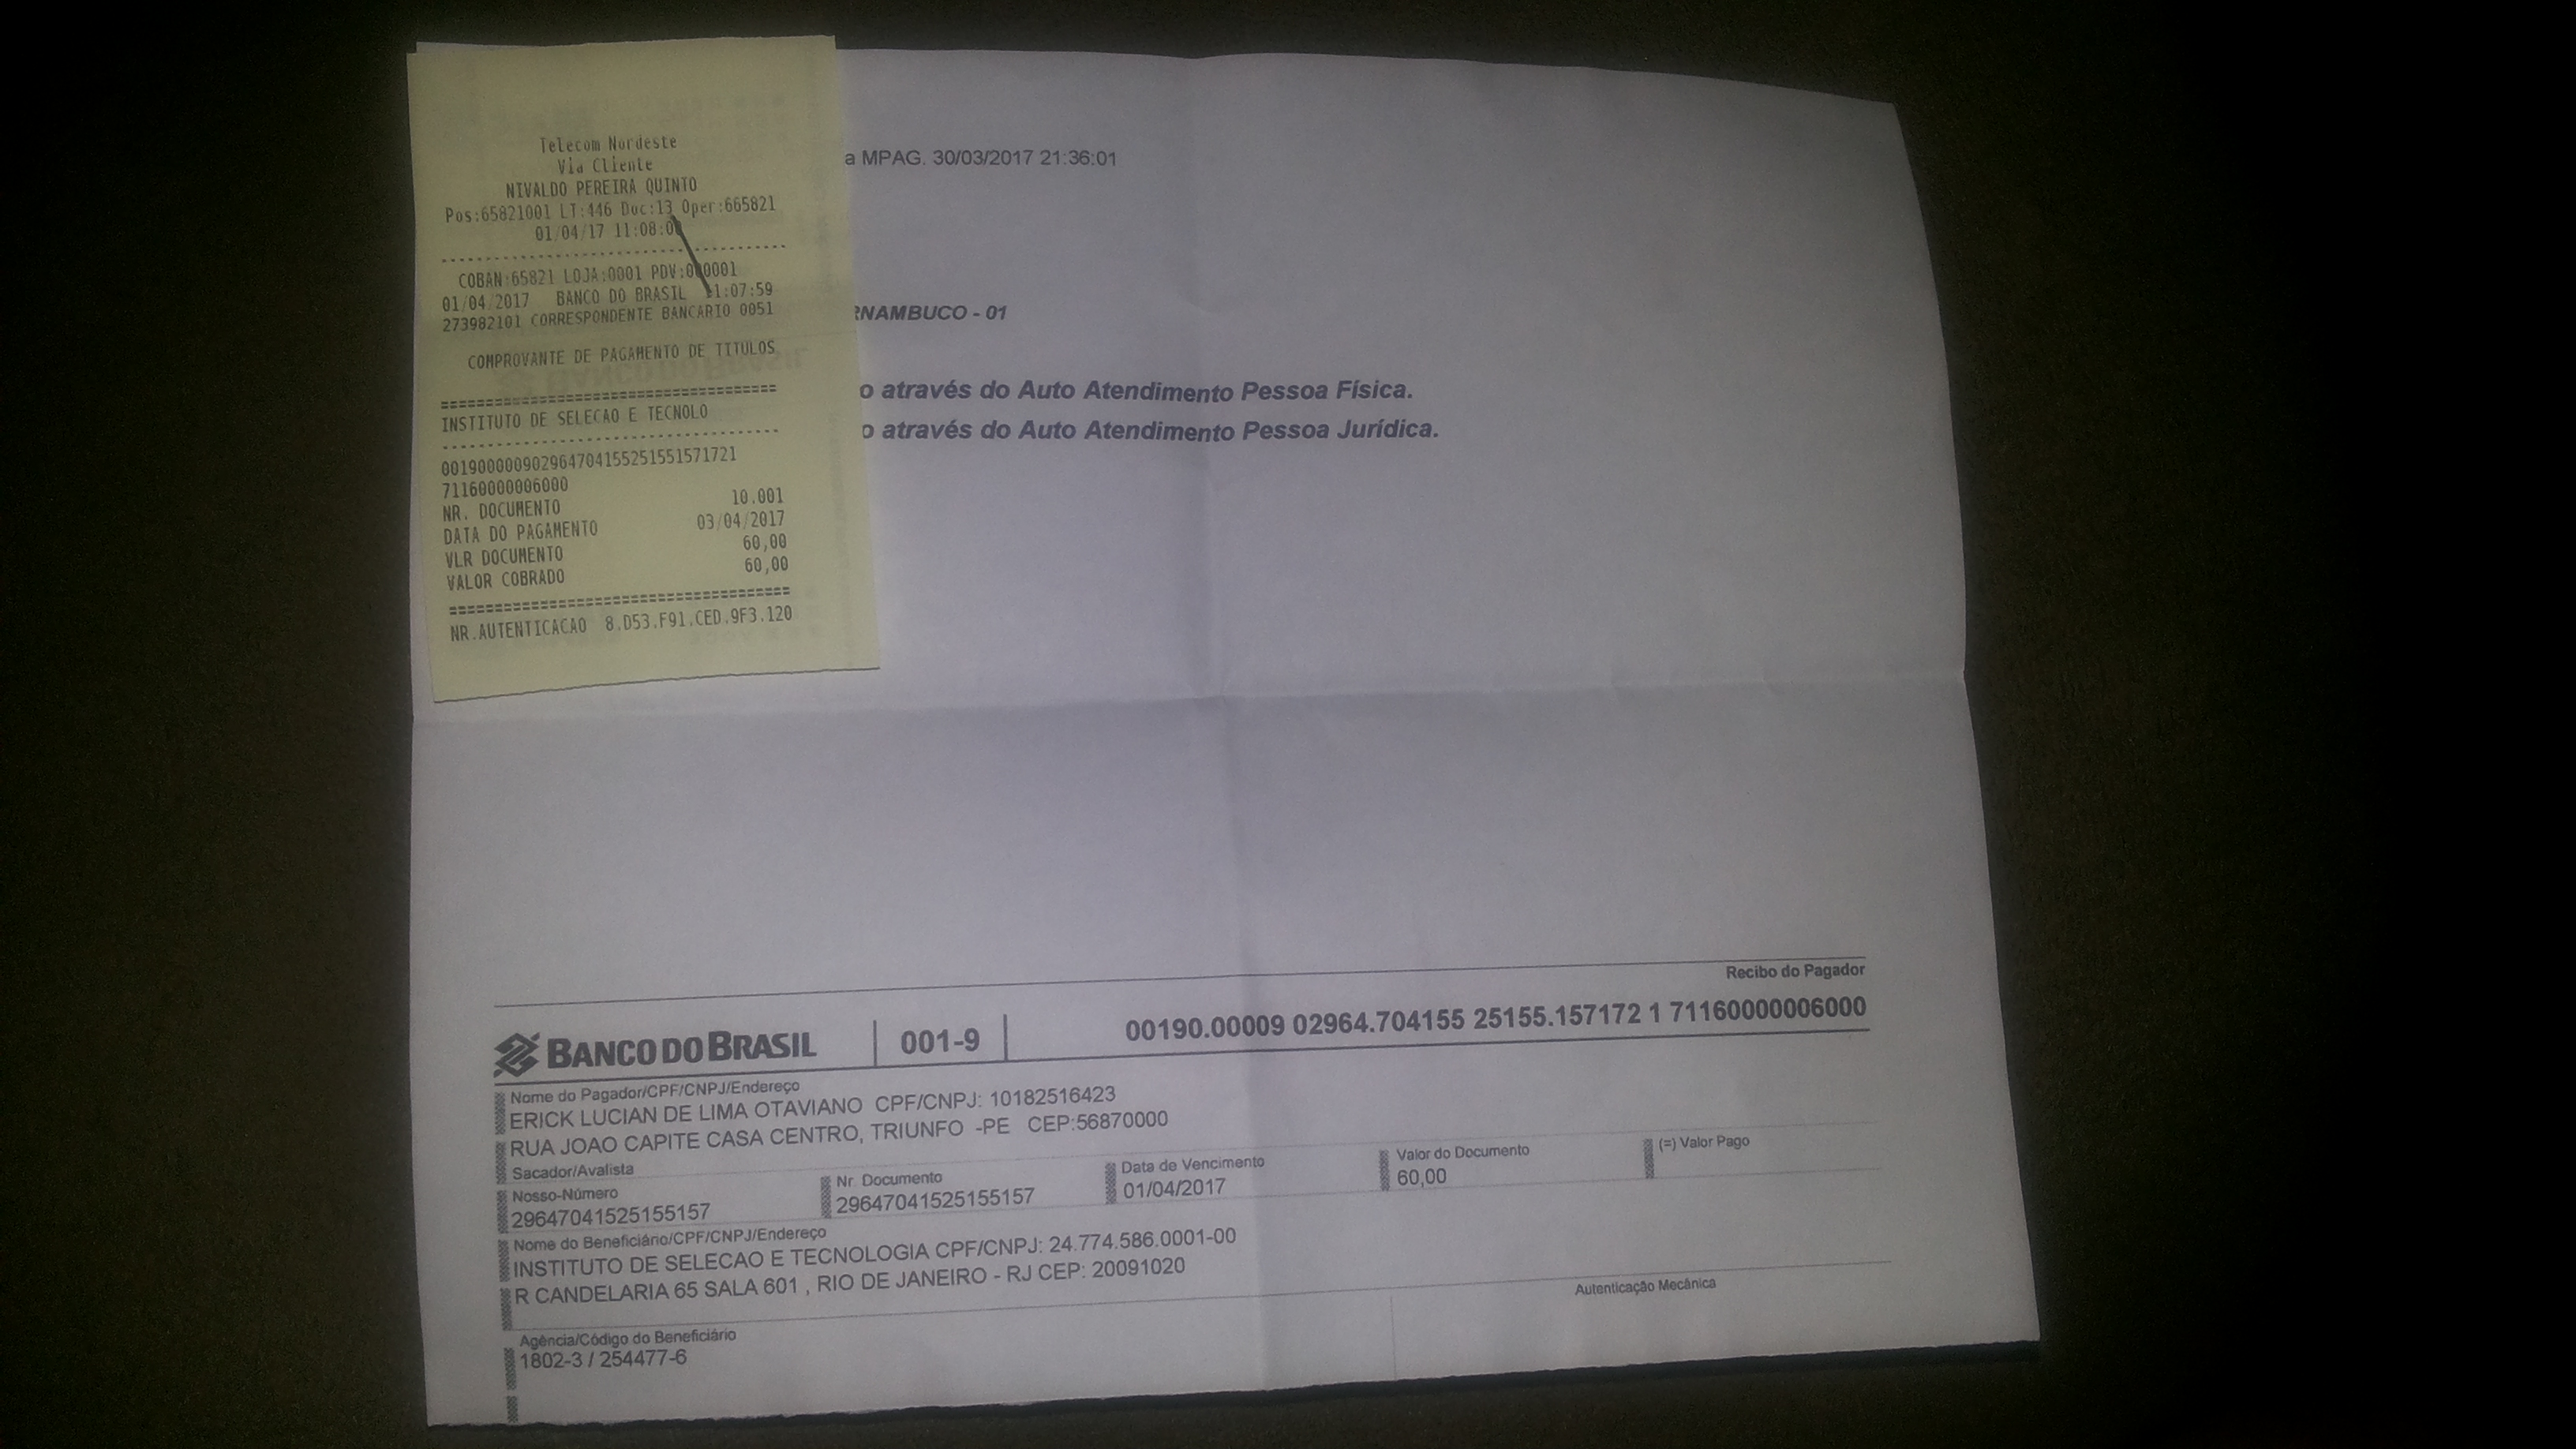 Telecom Nordeste
Via Cliente
NIVALDO PEREIRA QUINTO
Pos:65821001 LT:446 Doc:13 Oper:665821
01/04/17 11:08:0
COBAN:65821 LOJA:0001 PDV:000001
01/04/2017 BANCO DO BRASIL 11:07:59
273982101 CORRESPONDENTE BANCARIO 0051
COMPROVANTE DE PAGAMENTO DE TITULOS
INSTITUTO DE SELECAO E TECNOLO
001900000902964704155251551571721
71160000006000
NR. DOCUMENTO 10.001
DATA DO PAGAMENTO 03/04/2017
VLR DOCUMENTO 60,00
VALOR COBRADO 60,00
NR.AUTENTICACAO 8.D53.F91.CED.9F3.120
a MPAG. 30/03/2017 21:36:01
RNAMBUCO - 01
o através do Auto Atendimento Pessoa Física.
o através do Auto Atendimento Pessoa Jurídica.
Recibo do Pagador
BANCO DO BRASIL 001-9 00190.00009 02964.704155 25155.157172 1 71160000006000
Nome do Pagador/CPF/CNPJ/Endereço
ERICK LUCIAN DE LIMA OTAVIANO CPF/CNPJ: 10182516423
RUA JOAO CAPITE CASA CENTRO, TRIUNFO -PE CEP:56870000
Sacador/Avalista
Nosso-Número Nr. Documento Data de Vencimento Valor do Documento (=) Valor Pago
29647041525155157 29647041525155157 01/04/2017 60,00
Nome do Beneficiário/CPF/CNPJ/Endereço
INSTITUTO DE SELECAO E TECNOLOGIA CPF/CNPJ: 24.774.586.0001-00
R CANDELARIA 65 SALA 601 , RIO DE JANEIRO - RJ CEP: 20091020
Agência/Código do Beneficiário Autenticação Mecânica
1802-3 / 254477-6